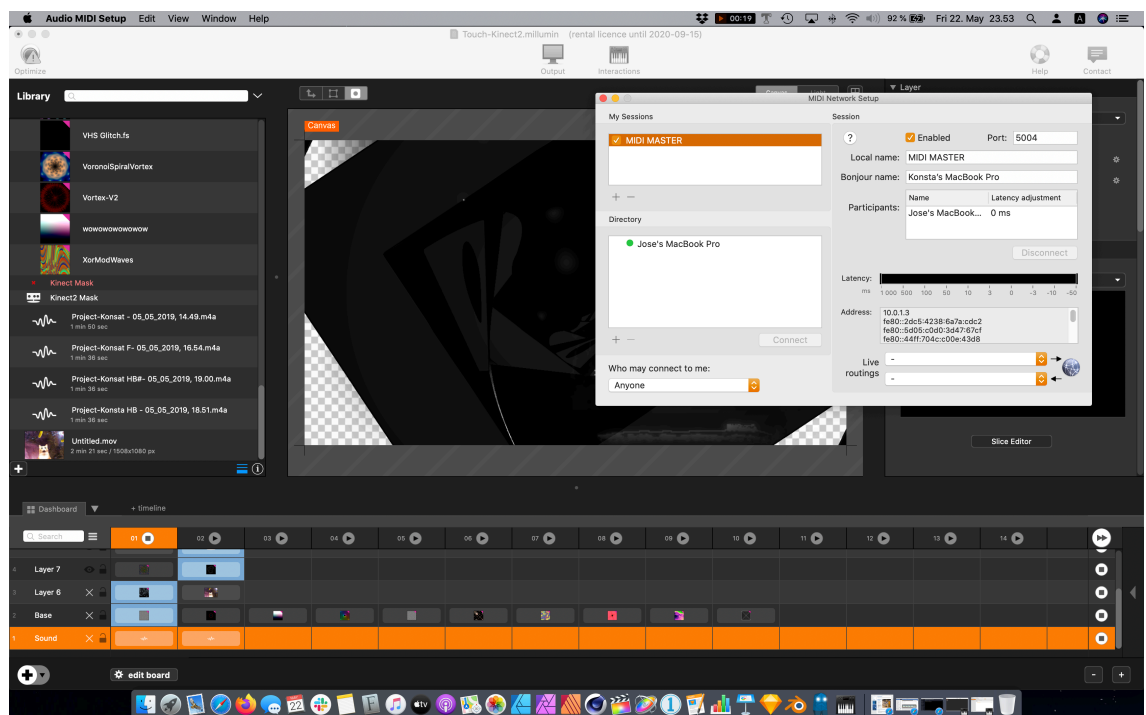 Audio MIDI Setup Edit View Window Help
00:19 92 % Fri 22. May 23.53
Touch-Kinect2.millumin (rental licence until 2020-09-15)
Optimize Output Interactions Help Contact
Library
VHS Glitch.fs
VoronoiSpiralVortex
Vortex-V2
wowowowowowow
XorModWaves
Kinect Mask
Kinect2 Mask
Project-Konsat - 05_05_2019, 14.49.m4a
1 min 50 sec
Project-Konsat F- 05_05_2019, 16.54.m4a
1 min 36 sec
Project-Konsat HB#- 05_05_2019, 19.00.m4a
1 min 36 sec
Project-Konsta HB - 05_05_2019, 18.51.m4a
1 min 36 sec
Untitled.mov
2 min 21 sec / 1508x1080 px
Canvas
Layer
MIDI Network Setup
My Sessions
MIDI MASTER
Directory
Jose's MacBook Pro
Connect
Who may connect to me:
Anyone
Session
? Enabled Port: 5004
Local name: MIDI MASTER
Bonjour name: Konsta's MacBook Pro
Participants:
Name Latency adjustment
Jose's MacBook... 0 ms
Disconnect
Latency:
ms 1 000 500 100 50 10 3 0 -3 -10 -50
Address: 10.0.1.3
fe80::2dc5:4238:6a7a:cdc2
fe80::5d05:c0d0:3d47:67cf
fe80::44ff:704c:c00e:43d8
Live routings
-
-
Slice Editor
Dashboard + timeline
Search 01 02 03 04 05 06 07 08 09 10 11 12 13 14
4 Layer 7
3 Layer 6
2 Base
1 Sound
edit board - +
22